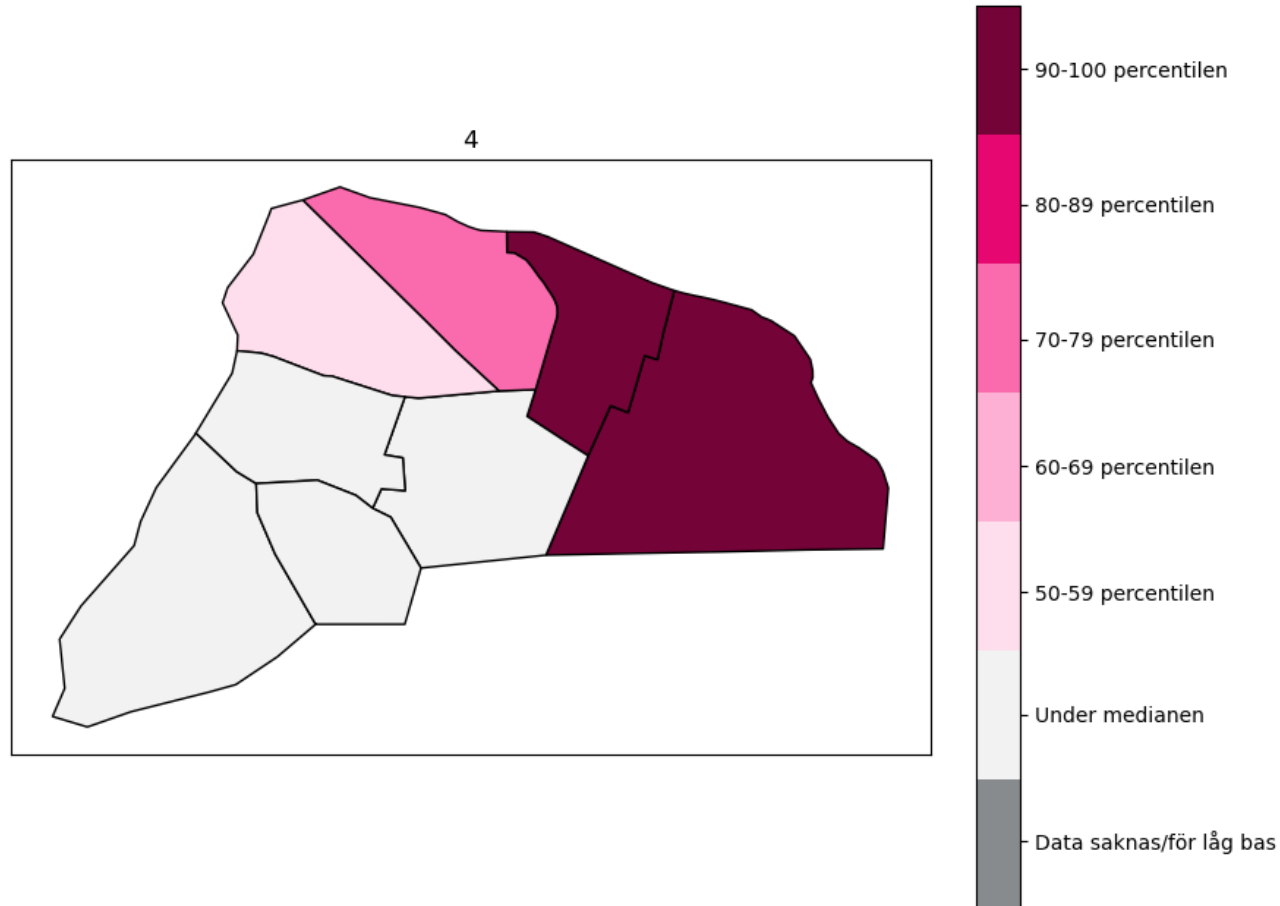 4
90-100 percentilen
80-89 percentilen
70-79 percentilen
60-69 percentilen
50-59 percentilen
Under medianen
Data saknas/för låg bas